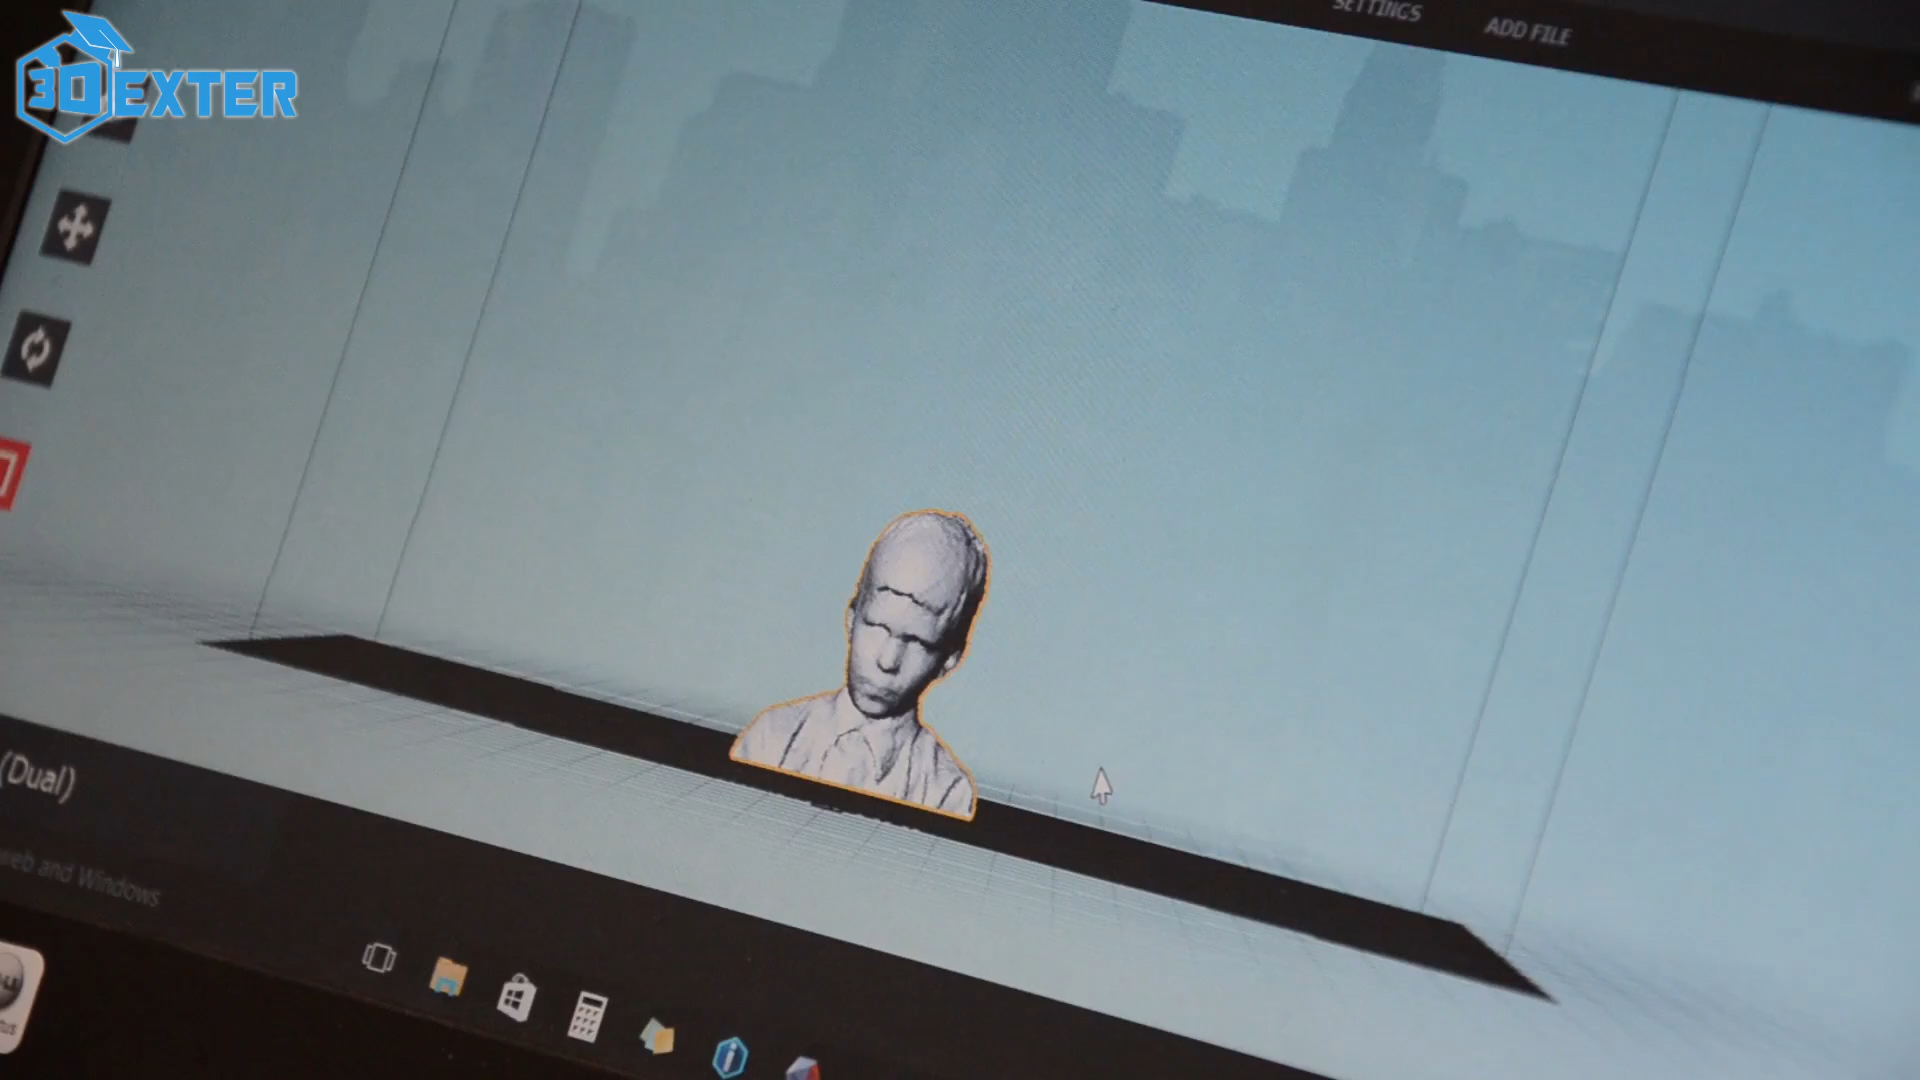 3DEXTER
SETTINGS
ADD FILE
(Dual)
web and Windows